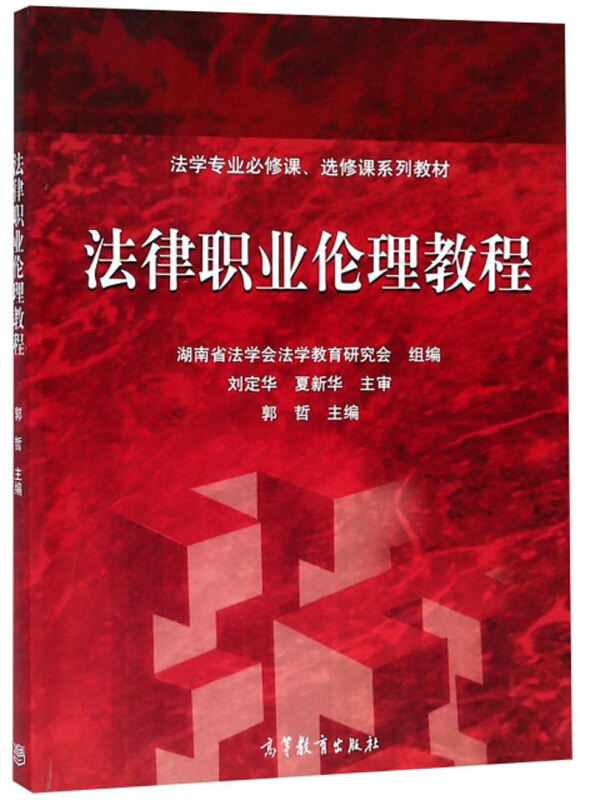 法学专业必修课、选修课系列教材
法律职业伦理教程
湖南省法学会法学教育研究会 组编
刘定华 夏新华 主审
郭 哲 主编
高等教育出版社
法律职业伦理教程
郭 哲 主编